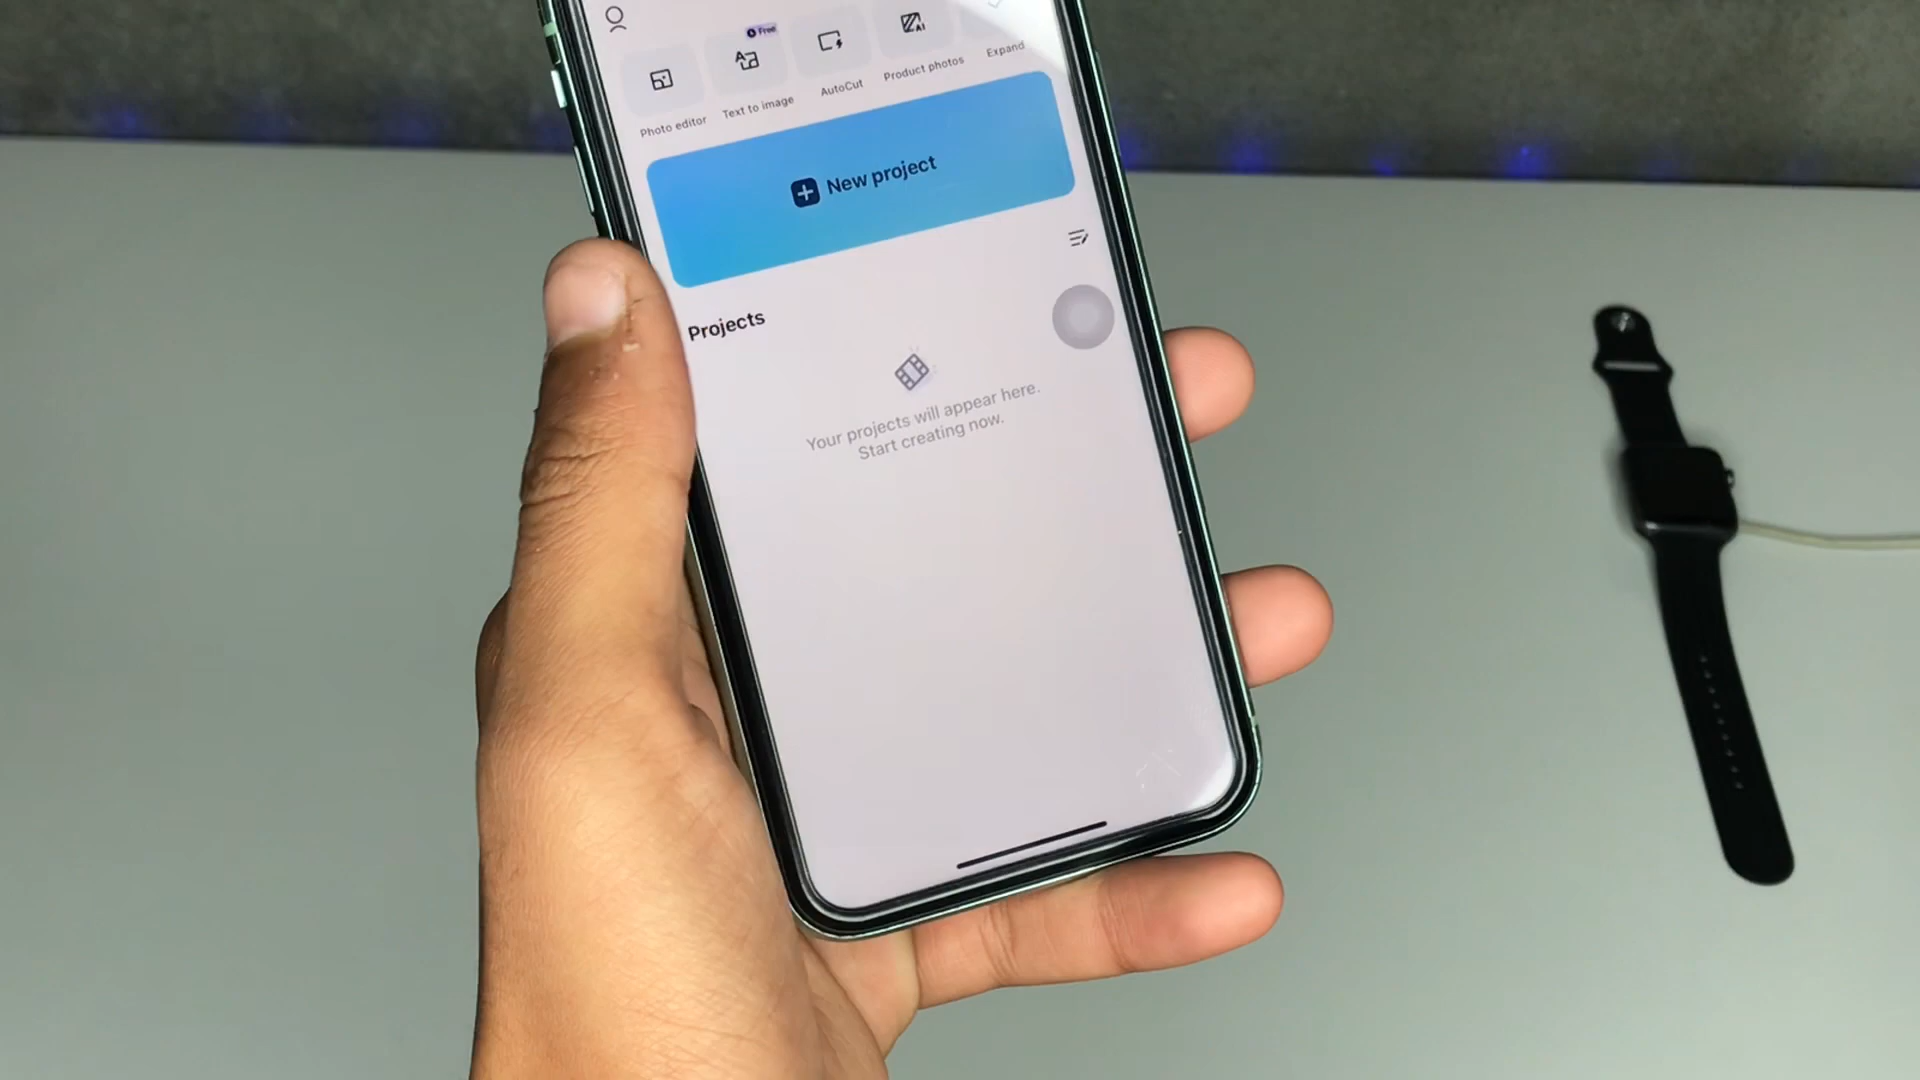 Free
Photo editor
Text to image
AutoCut
AI
Product photos
Expand
New project
Projects
Your projects will appear here.
Start creating now.